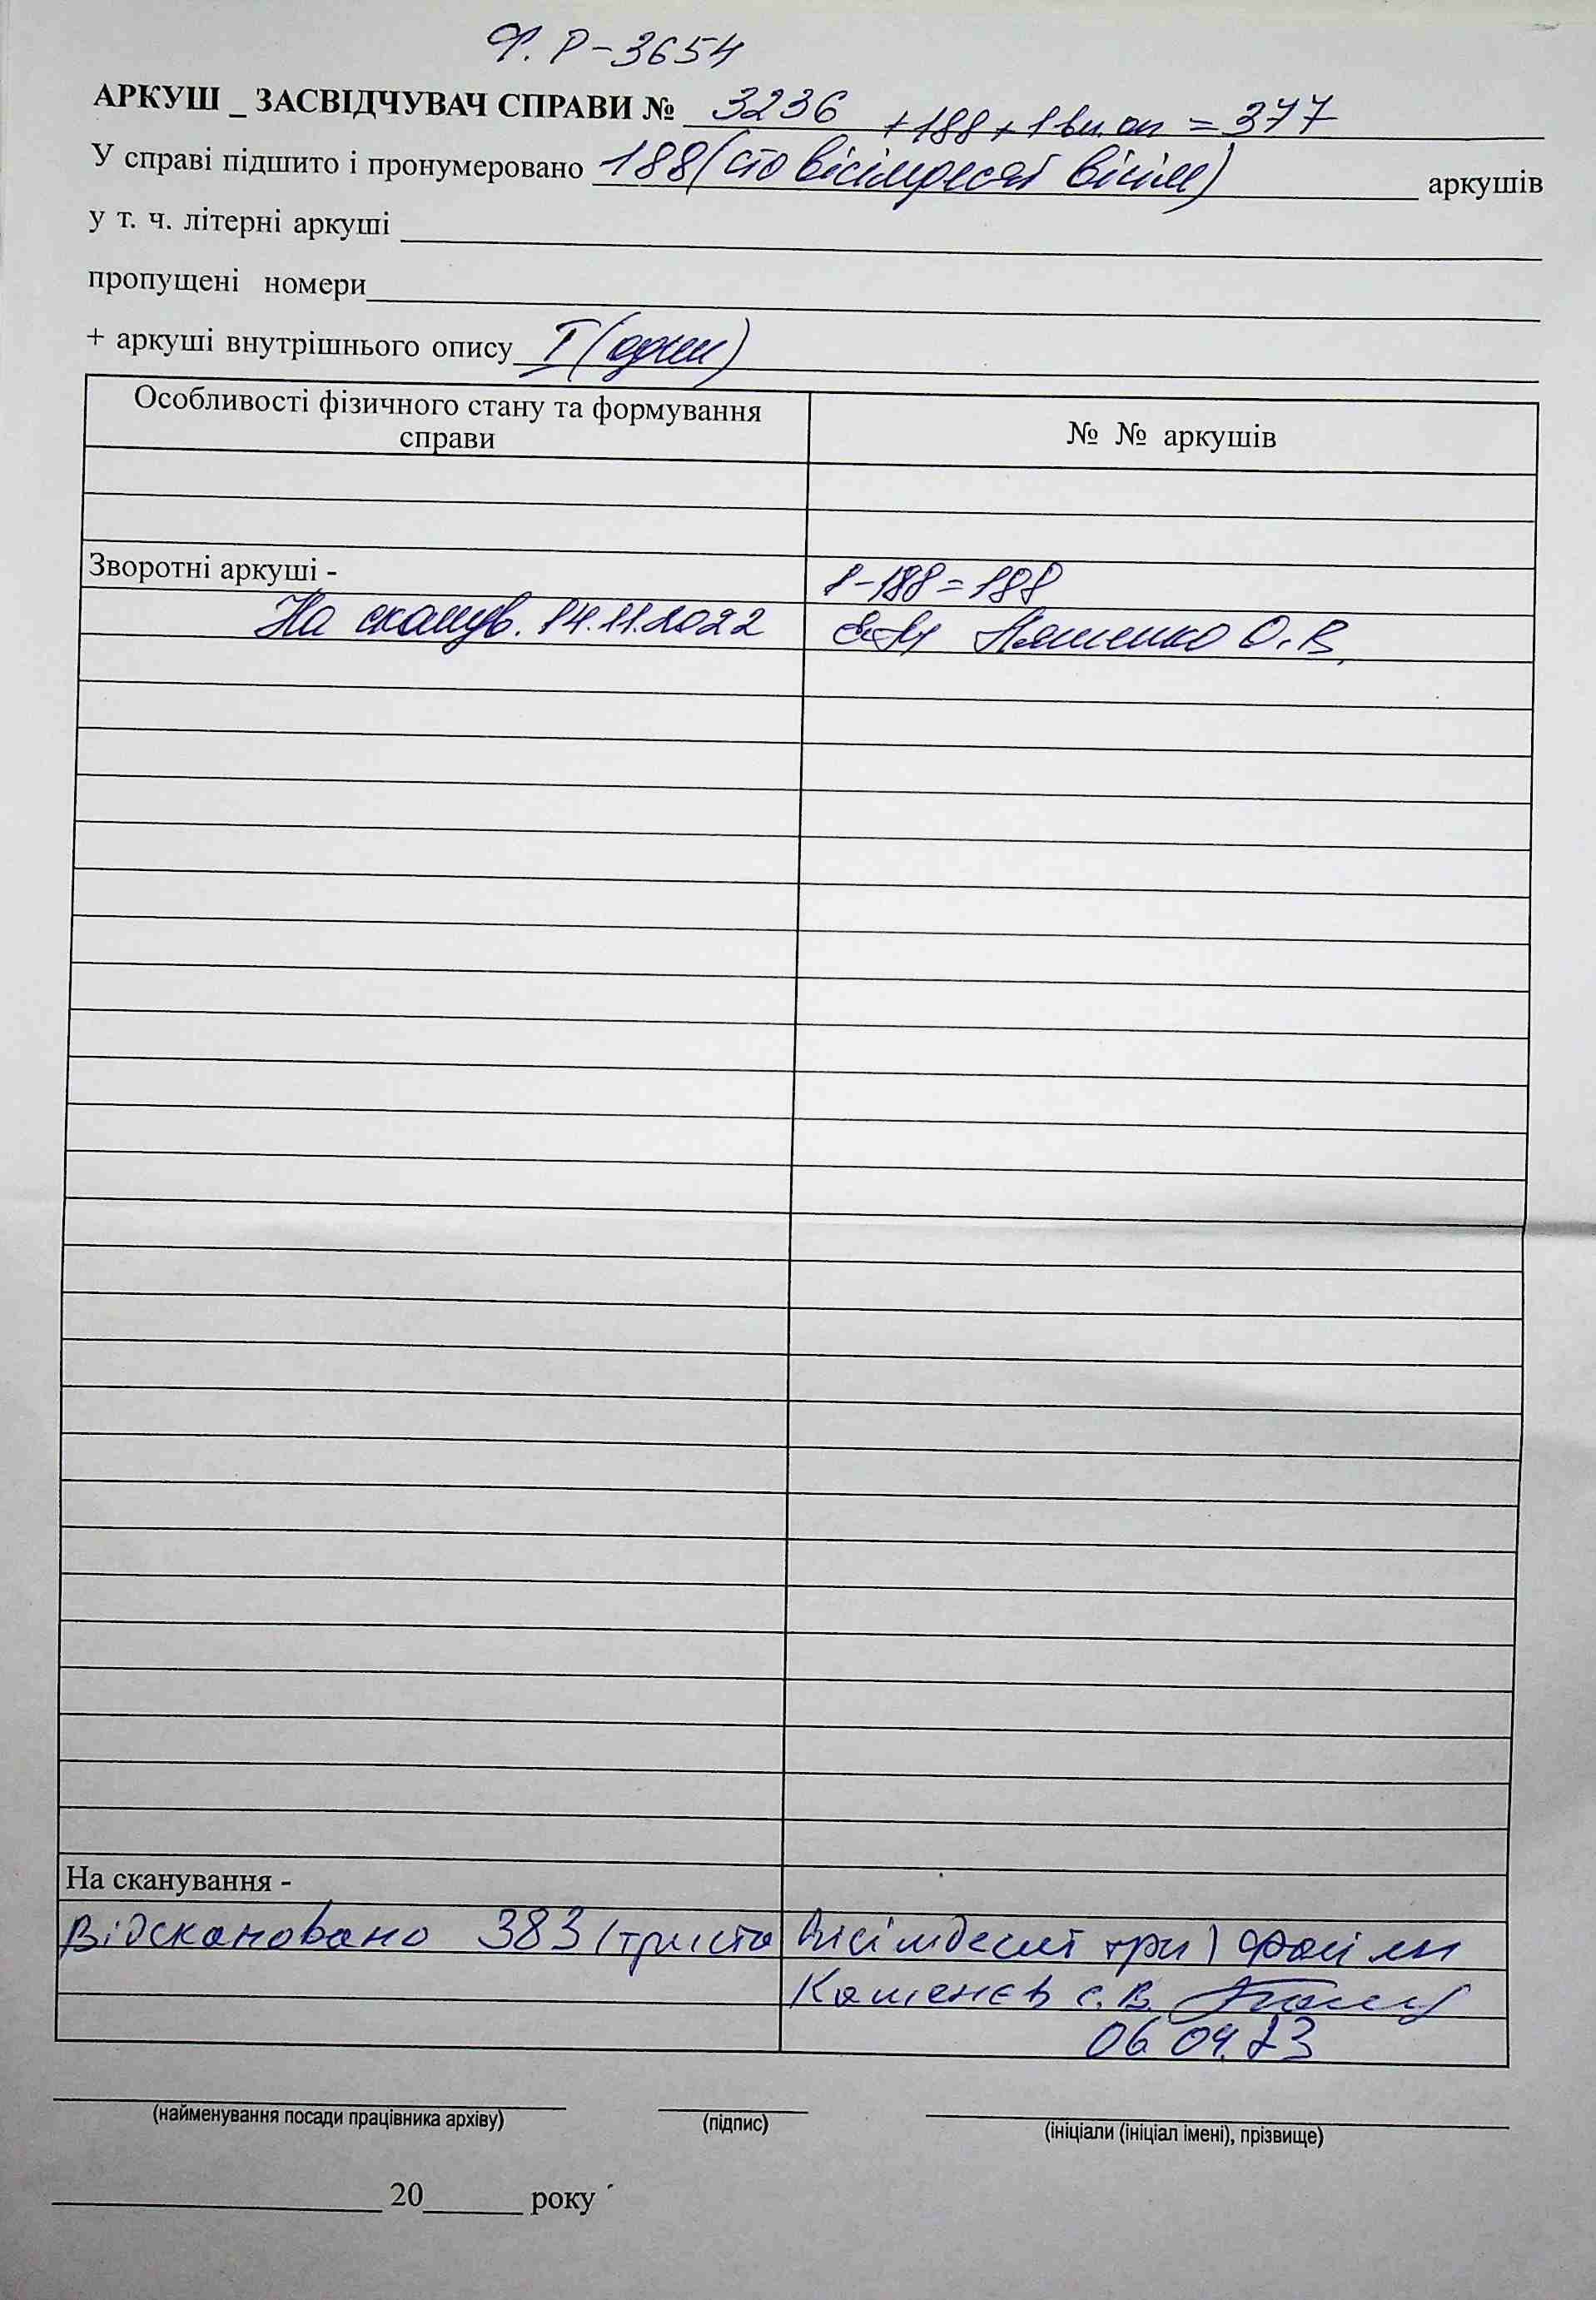 Ф. Р-3654
АРКУШ _ ЗАСВІДЧУВАЧ СПРАВИ № 3236 +188+1вн.оп = 377
У справі підшито і пронумеровано 188 (сто вісімдесят вісім) аркушів
у т. ч. літерні аркуші
пропущені номери
+ аркуші внутрішнього опису I (один)
Особливості фізичного стану та формування справи
№ № аркушів
Зворотні аркуші - 1-188=188
На сканув. 14.11.2022 Ляшенко О.В.
На сканування -
Відскановано 383 (триста вісімдесят три) файли
Каменєв С.В.
06.04.23
(найменування посади працівника архіву) (підпис) (ініціали (ініціал імені), прізвище)
20 року